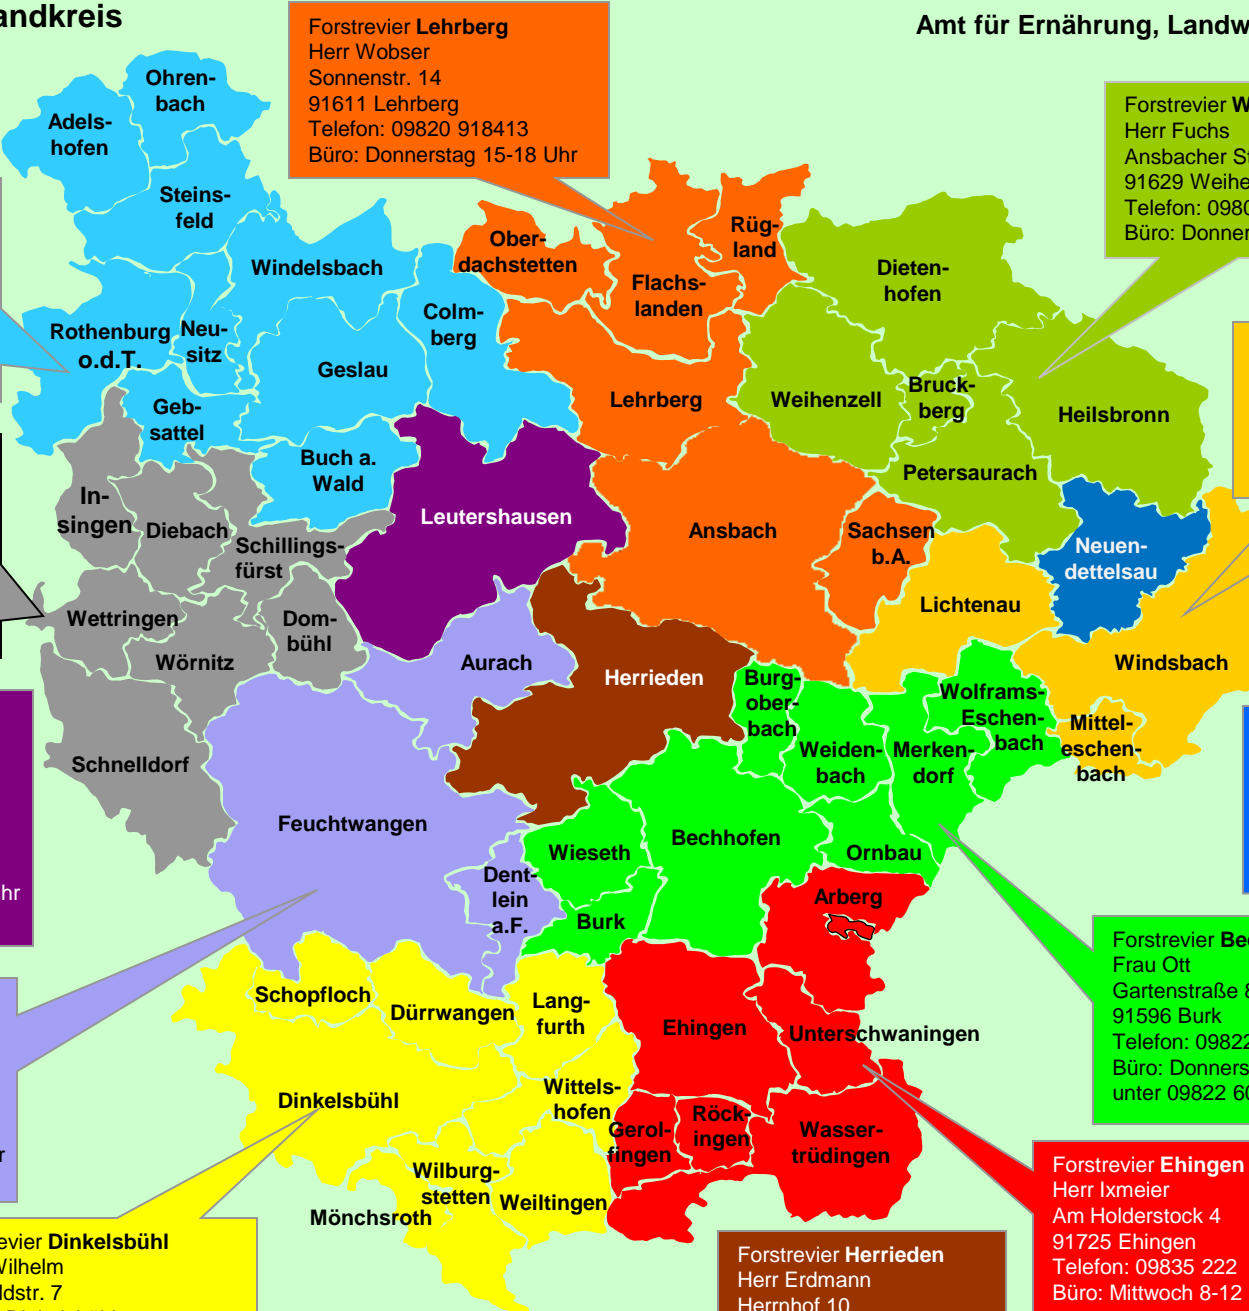 andkreis
Amt für Ernährung, Landw
Forstrevier Lehrberg
Herr Wobser
Sonnenstr. 14
91611 Lehrberg
Telefon: 09820 918413
Büro: Donnerstag 15-18 Uhr
Forstrevier W
Herr Fuchs
Ansbacher St
91629 Weihe
Telefon: 0980
Büro: Donner
Ohren-
bach
Adels-
hofen
Steins-
feld
Windelsbach
Rothenburg
o.d.T.
Neu-
sitz
Geslau
Colm-
berg
Geb-
sattel
Buch a.
Wald
Ober-
dachstetten
Flachs-
landen
Rüg-
land
Lehrberg
Dieten-
hofen
Weihenzell
Bruck-
berg
Heilsbronn
Petersaurach
In-
singen
Diebach
Schillings-
fürst
Leutershausen
Ansbach
Sachsen
b.A.
Neuen-
dettelsau
Lichtenau
Wettringen
Wörnitz
Dom-
bühl
Schnelldorf
Aurach
Herrieden
Windsbach
Mittel-
eschen-
bach
Burg-
ober-
bach
Weiden-
bach
Merken-
dorf
Wolframs-
Eschen-
bach
Feuchtwangen
Dent-
lein
a.F.
Wieseth
Bechhofen
Ornbau
Burk
Arberg
hr
Forstrevier Bec
Frau Ott
Gartenstraße 8
91596 Burk
Telefon: 09822
Büro: Donners
unter 09822 60
Schopfloch
Dürrwangen
Lang-
furth
Ehingen
Unterschwaningen
Dinkelsbühl
Wittels-
hofen
Gerol-
fingen
Röck-
ingen
Wasser-
trüdingen
Wilburg-
stetten
Weiltingen
Mönchsroth
r
evier Dinkelsbühl
Wilhelm
ldstr. 7
Forstrevier Herrieden
Herr Erdmann
Herrnhof 10
Forstrevier Ehingen
Herr Ixmeier
Am Holderstock 4
91725 Ehingen
Telefon: 09835 222
Büro: Mittwoch 8-12